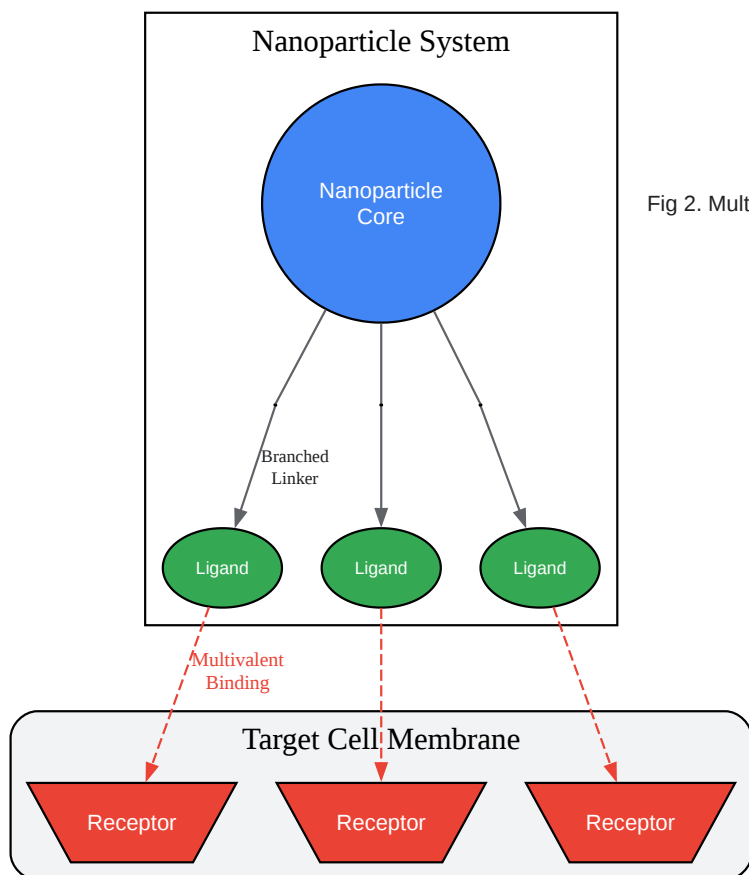 Nanoparticle System
Nanoparticle
Core
Fig 2. Mult
Branched
Linker
Ligand
Ligand
Ligand
Multivalent
Binding
Target Cell Membrane
Receptor
Receptor
Receptor